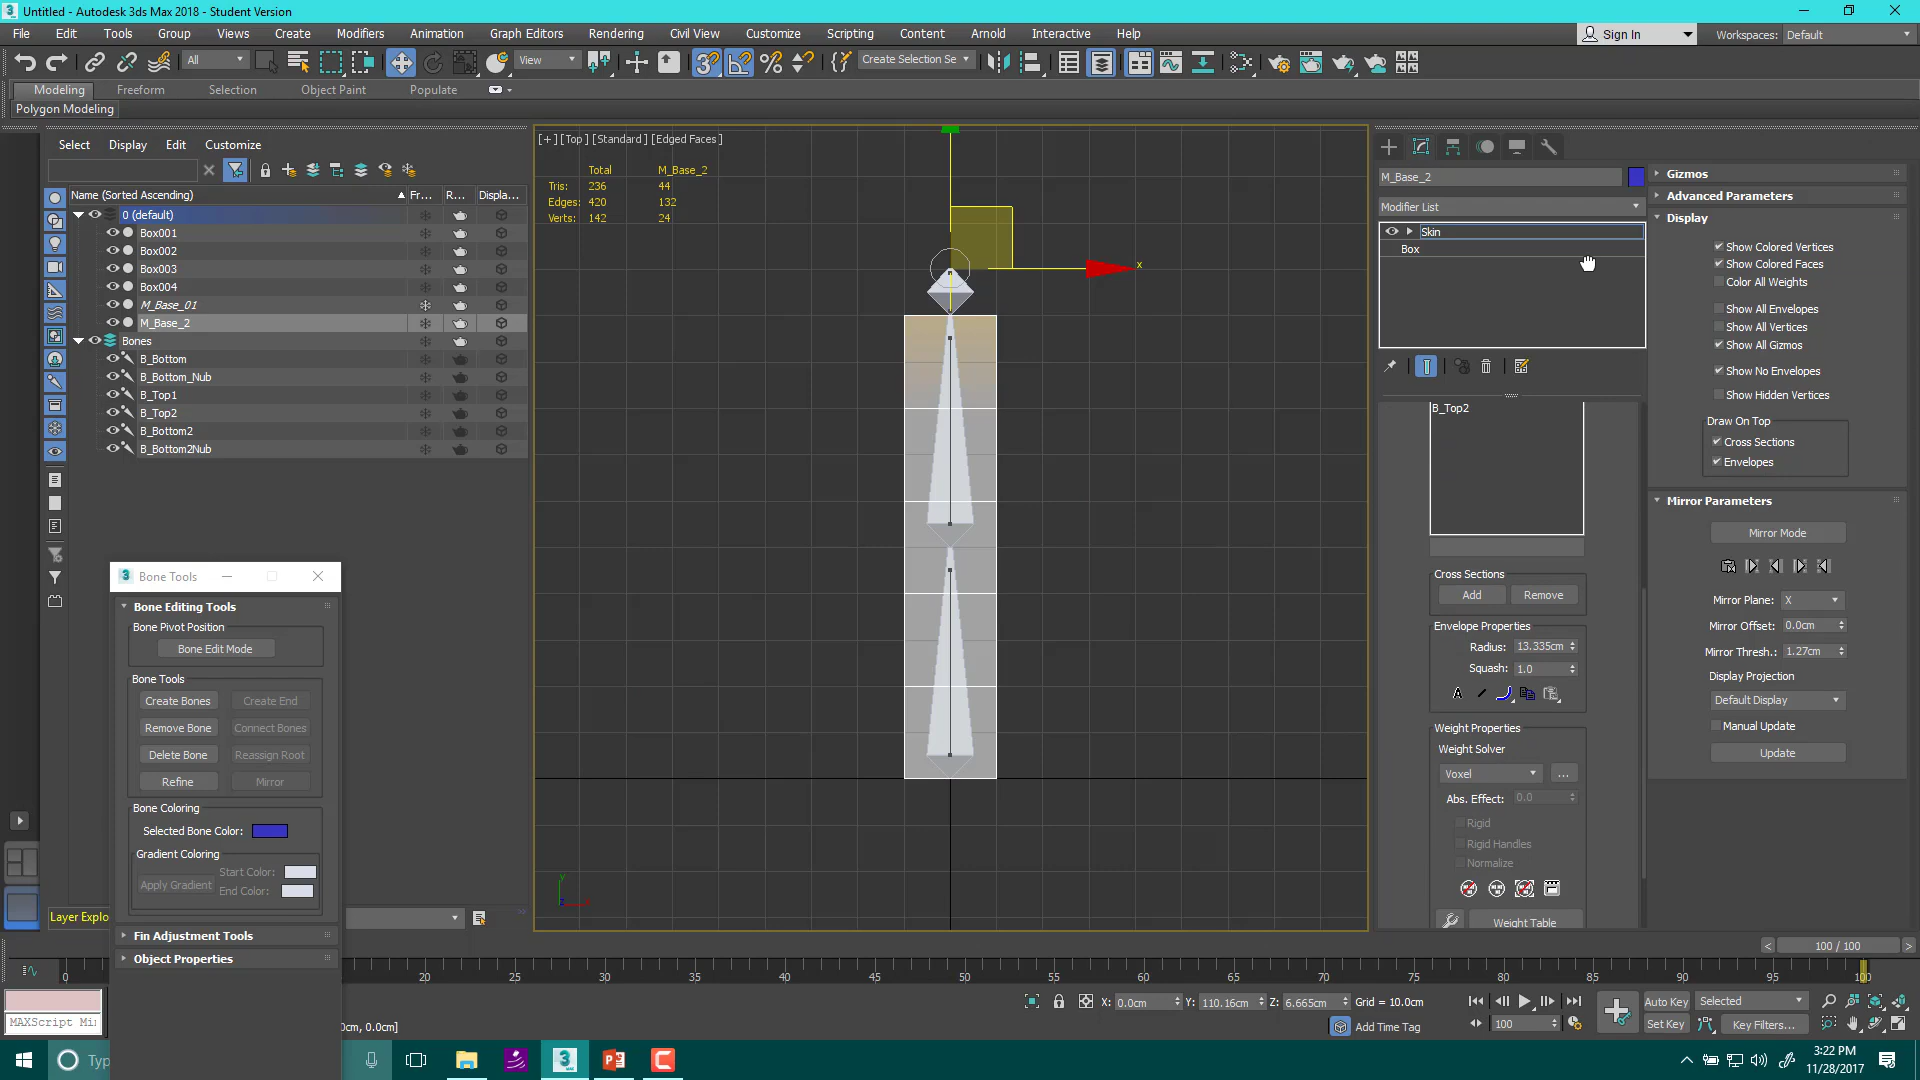 Untitled - Autodesk 3ds Max 2018 - Student Version
File Edit Tools Group Views Create Modifiers Animation Graph Editors Rendering Civil View Customize Scripting Content Arnold Interactive Help Sign In Workspaces: Default
All View Create Selection Se
Modeling Freeform Selection Object Paint Populate
Polygon Modeling
Select Display Edit Customize
Name (Sorted Ascending) Fr... R... Displa...
0 (default)
Box001
Box002
Box003
Box004
M_Base_01
M_Base_2
Bones
B_Bottom
B_Bottom_Nub
B_Top1
B_Top2
B_Bottom2
B_Bottom2Nub
Bone Tools
Bone Editing Tools
Bone Pivot Position
Bone Edit Mode
Bone Tools
Create Bones Create End
Remove Bone Connect Bones
Delete Bone Reassign Root
Refine Mirror
Bone Coloring
Selected Bone Color:
Gradient Coloring
Start Color:
Apply Gradient End Color:
Fin Adjustment Tools
Object Properties
Layer Explo
[+] [Top] [Standard] [Edged Faces]
Total M_Base_2
Tris: 236 44
Edges: 420 132
Verts: 142 24
x
M_Base_2
Modifier List
Skin
Box
B_Top2
Cross Sections
Add Remove
Envelope Properties
Radius: 13.335cm
Squash: 1.0
Weight Properties
Weight Solver
Voxel ...
Abs. Effect: 0.0
Rigid
Rigid Handles
Normalize
Weight Table
Gizmos
Advanced Parameters
Display
Show Colored Vertices
Show Colored Faces
Color All Weights
Show All Envelopes
Show All Vertices
Show All Gizmos
Show No Envelopes
Show Hidden Vertices
Draw On Top
Cross Sections
Envelopes
Mirror Parameters
Mirror Mode
Mirror Plane: X
Mirror Offset: 0.0cm
Mirror Thresh.: 1.27cm
Display Projection
Default Display
Manual Update
Update
< 100 / 100 >
0 20 25 30 35 40 45 50 55 60 65 70 75 80 85 90 95 100
X: 0.0cm Y: 110.16cm Z: 6.665cm Grid = 10.0cm
Auto Key Selected
MAXScript Mi
0cm, 0.0cm]
Add Time Tag
100
Set Key Key Filters...
Typ
3:22 PM
11/28/2017